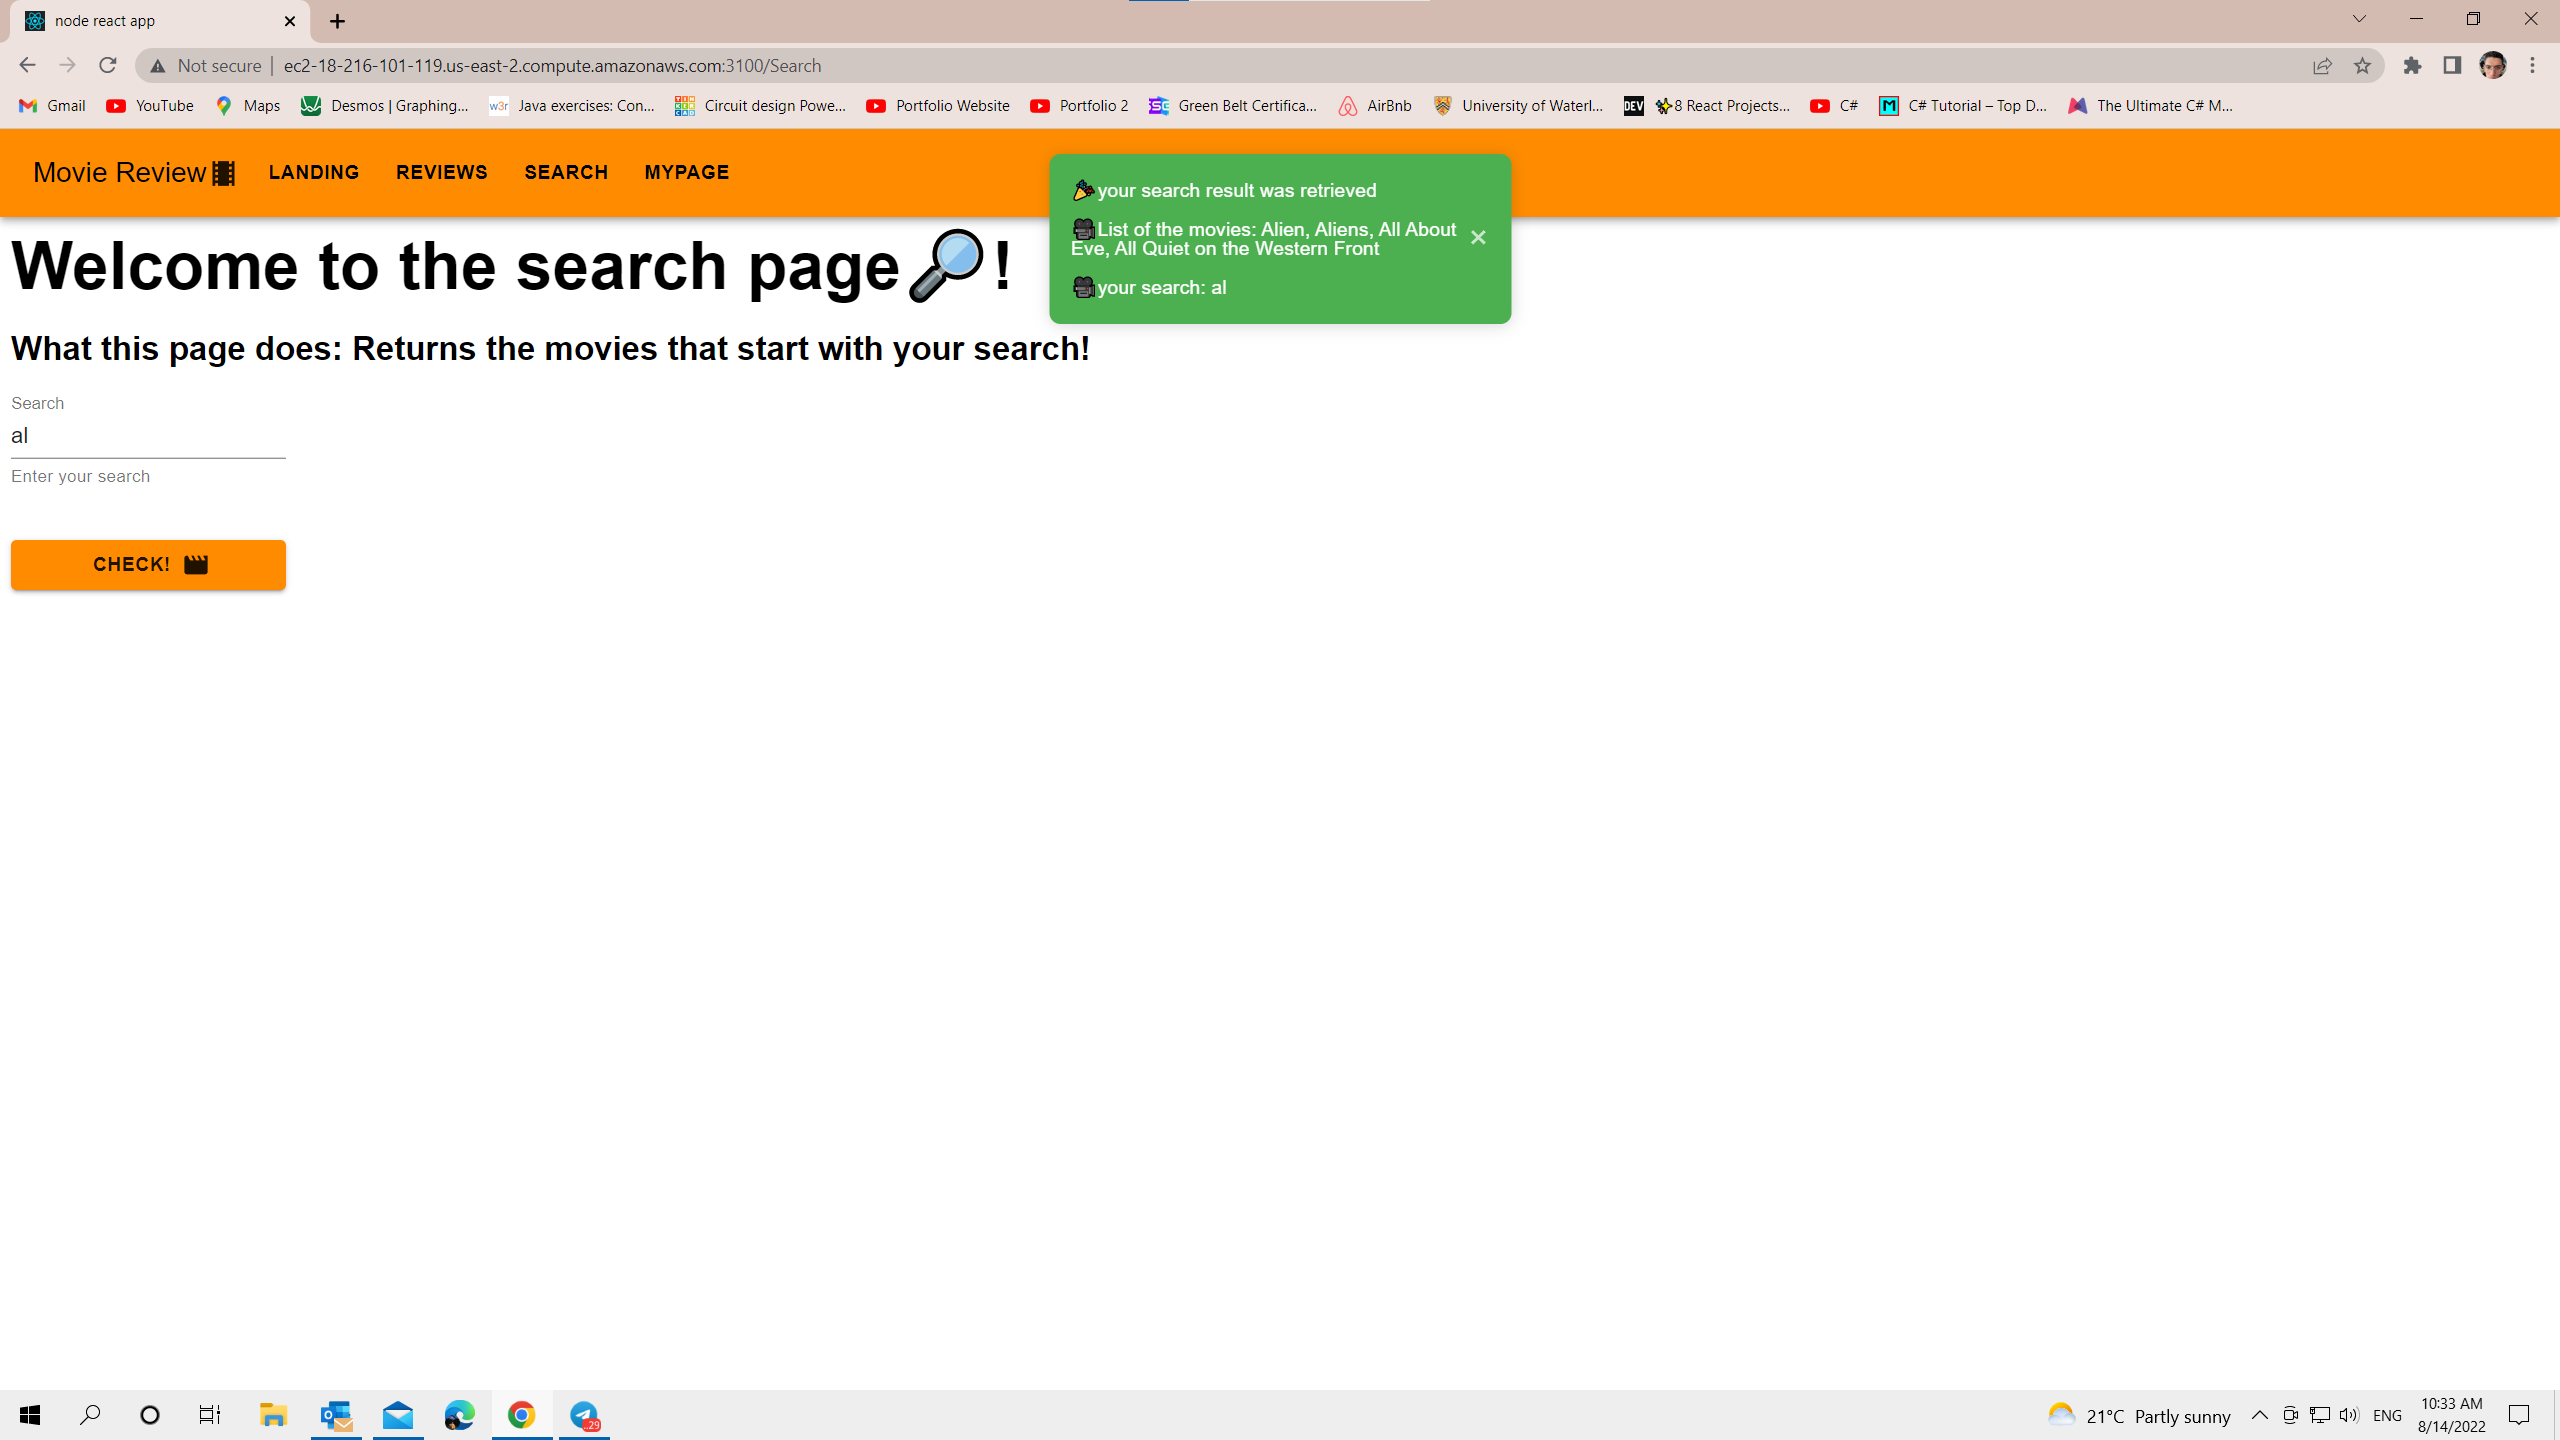 node react app
Not secure ec2-18-216-101-119.us-east-2.compute.amazonaws.com:3100/Search
Gmail YouTube Maps Desmos | Graphing... w3r Java exercises: Con... Circuit design Powe... Portfolio Website Portfolio 2 Green Belt Certifica... AirBnb University of Waterl... DEV 8 React Projects... C# M C# Tutorial – Top D... The Ultimate C# M...
Movie Review LANDING REVIEWS SEARCH MYPAGE
your search result was retrieved
List of the movies: Alien, Aliens, All About
Eve, All Quiet on the Western Front
your search: al
Welcome to the search page🔎!
What this page does: Returns the movies that start with your search!
Search
al
Enter your search
CHECK!
21°C Partly sunny
ENG
10:33 AM
8/14/2022